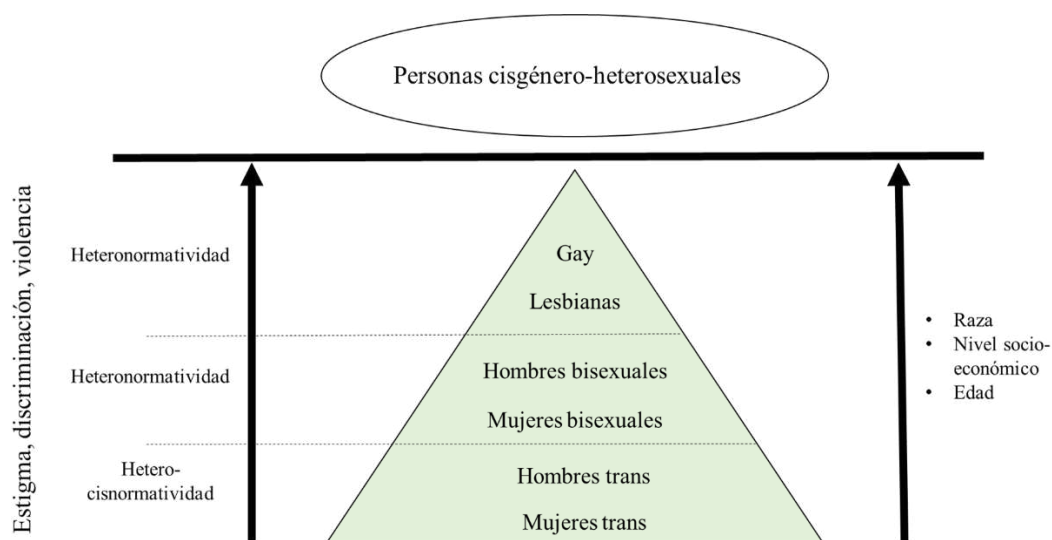 Personas cisgénero-heterosexuales
Estigma, discriminación, violencia
Heteronormatividad
Gay
Lesbianas
Heteronormatividad
Hombres bisexuales
Mujeres bisexuales
Hetero-
cisnormatividad
Hombres trans
Mujeres trans
• Raza
• Nivel socio-
económico
• Edad